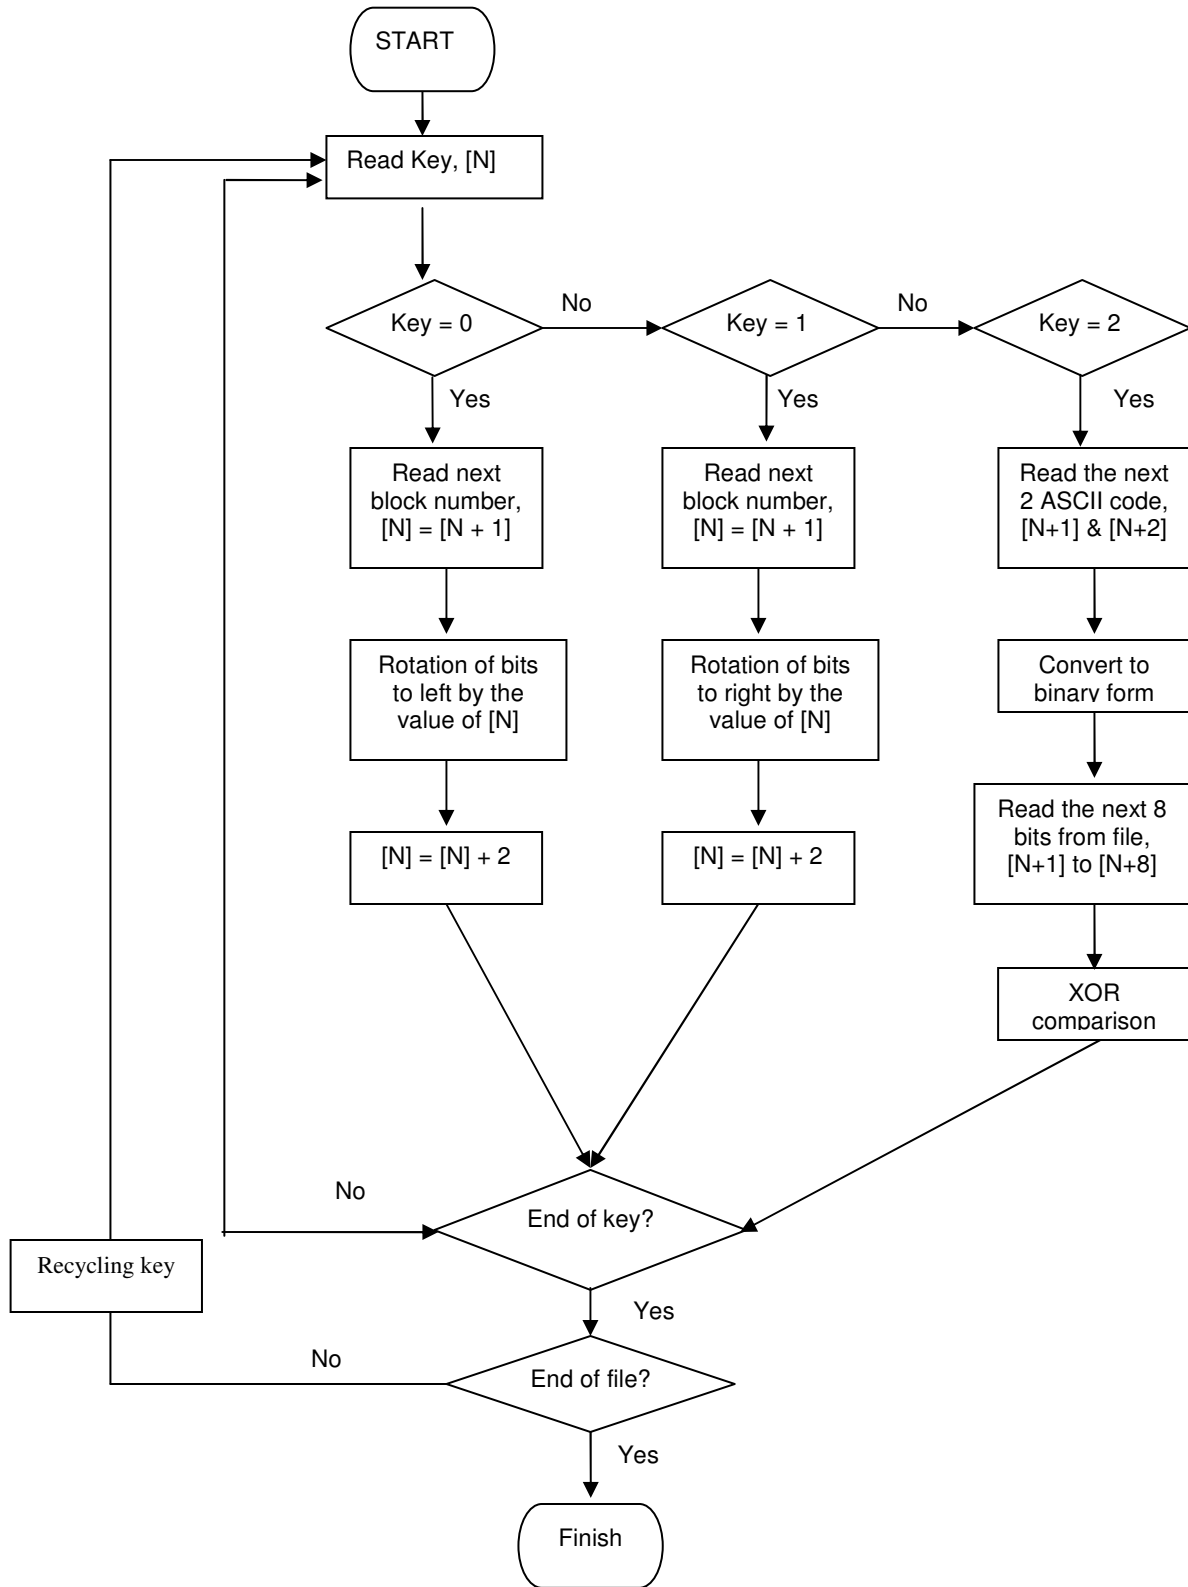 START
Read Key, [N]
Key = 0
No
Key = 1
No
Key = 2
Yes
Yes
Yes
Read next
block number,
[N] = [N + 1]
Read next
block number,
[N] = [N + 1]
Read the next
2 ASCII code,
[N+1] & [N+2]
Rotation of bits
to left by the
value of [N]
Rotation of bits
to right by the
value of [N]
Convert to
binary form
[N] = [N] + 2
[N] = [N] + 2
Read the next 8
bits from file,
[N+1] to [N+8]
XOR
comparison
No
End of key?
Recycling key
Yes
No
End of file?
Yes
Finish